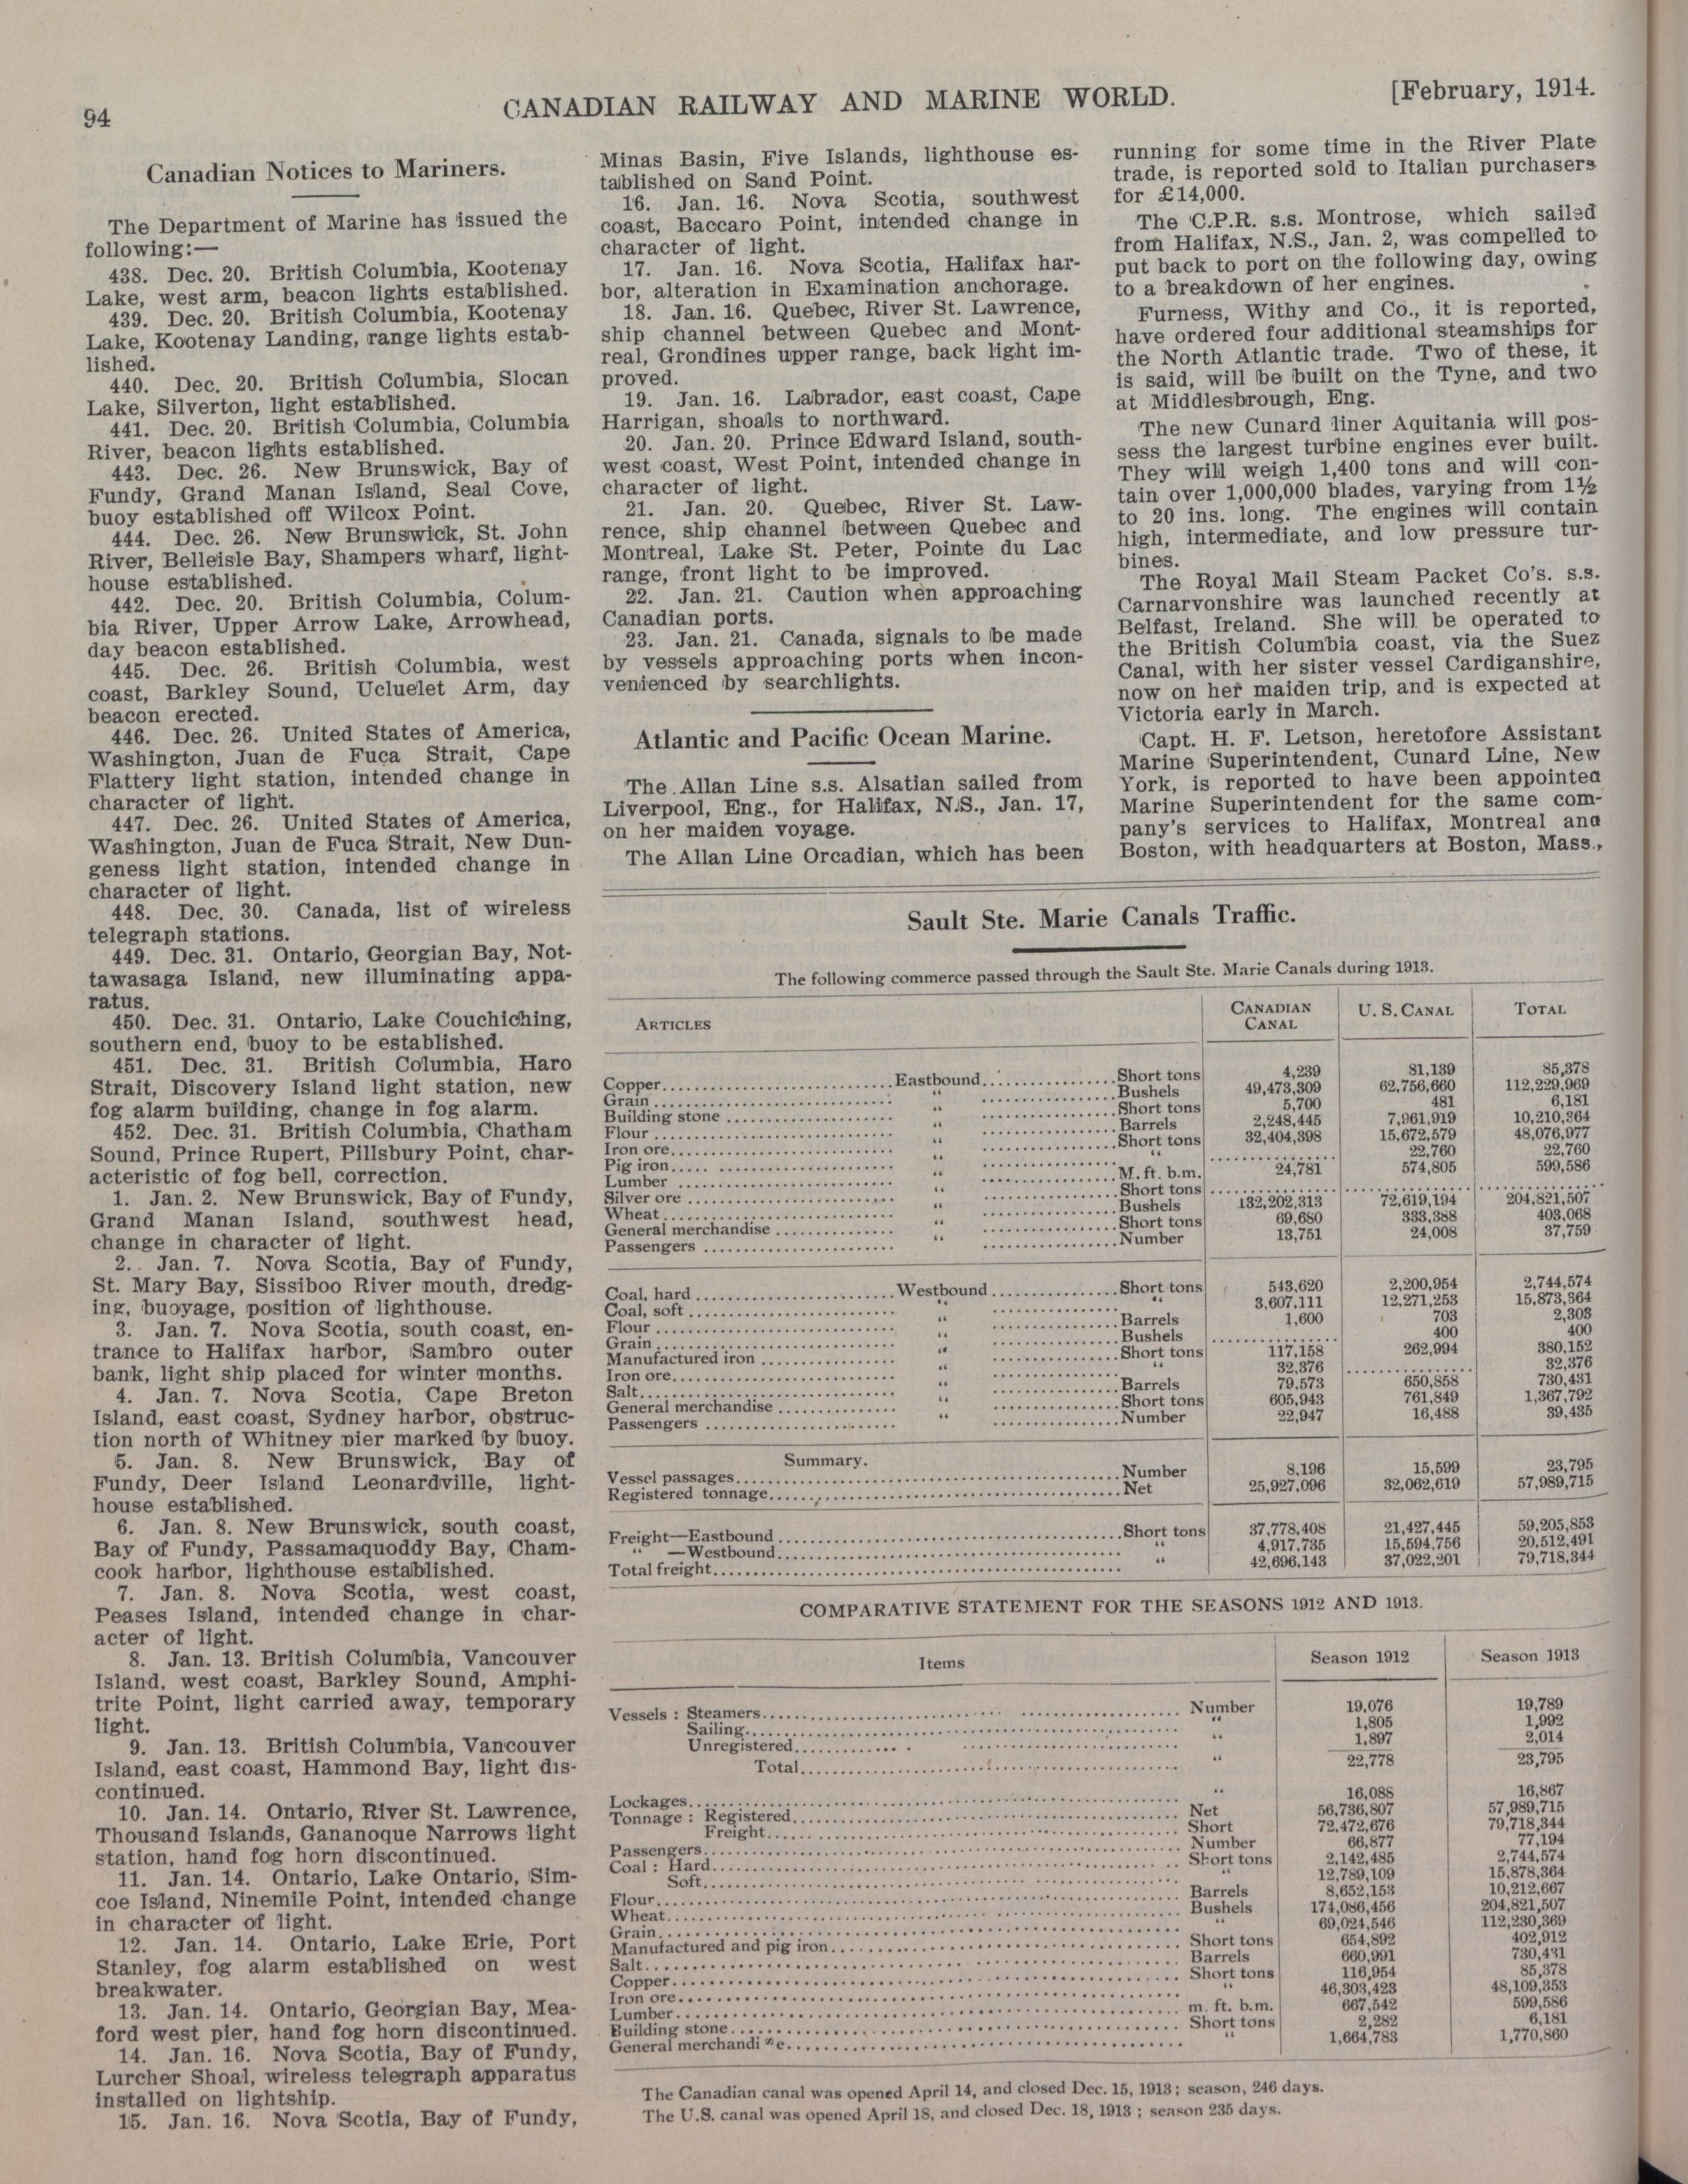 94
CANADIAN RAILWAY AND MARINE WORLD.
[February, 1914.
Canadian Notices to Mariners.
The Department of Marine has issued the
following:—
438. Dec. 20. British Columbia, Kootenay
Lake, west arm, beacon lights established.
439. Dec. 20. British Columbia, Kootenay
Lake, Kootenay Landing, range lights estab-
lished.
440. Dec. 20. British Columbia, Slocan
Lake, Silverton, light established.
441. Dec. 20. British Columbia, Columbia
River, beacon lights established.
443. Dec. 26. New Brunswick, Bay of
Fundy, Grand Manan Island, Seal Cove,
buoy established off Wilcox Point.
444. Dec. 26. New Brunswick, St. John
River, Belleisle Bay, Shampers wharf, light-
house established.
442. Dec. 20. British Columbia, Colum-
bia River, Upper Arrow Lake, Arrowhead,
day beacon established.
445. Dec. 26. British Columbia, west
coast, Barkley Sound, Ucluelet Arm, day
beacon erected.
446. Dec. 26. United States of America,
Washington, Juan de Fuca Strait, Cape
Flattery light station, intended change in
character of light.
447. Dec. 26. United States of America,
Washington, Juan de Fuca Strait, New Dun-
geness light station, intended change in
character of light.
448. Dec. 30. Canada, list of wireless
telegraph stations.
449. Dec. 31. Ontario, Georgian Bay, Not-
tawasaga Island, new illuminating appa-
ratus.
450. Dec. 31. Ontario, Lake Couchiching,
southern end, buoy to be established.
451. Dec. 31. British Columbia, Haro
Strait, Discovery Island light station, new
fog alarm building, change in fog alarm.
452. Dec. 31. British Columbia, Chatham
Sound, Prince Rupert, Pillsbury Point, char-
acteristic of fog bell, correction.
1. Jan. 2. New Brunswick, Bay of Fundy,
Grand Manan Island, southwest head,
change in character of light.
2. Jan. 7. Nova Scotia, Bay of Fundy,
St. Mary Bay, Sissiboo River mouth, dredg-
ing, buoyage, position of lighthouse.
3. Jan. 7. Nova Scotia, south coast, en-
trance to Halifax harbor, Sambro outer
bank, light ship placed for winter months.
4. Jan. 7. Nova Scotia, Cape Breton
Island, east coast, Sydney harbor, obstruc-
tion north of Whitney pier marked by buoy.
5. Jan. 8. New Brunswick, Bay of
Fundy, Deer Island Leonardville, light-
house established.
6. Jan. 8. New Brunswick, south coast,
Bay of Fundy, Passamaquoddy Bay, Cham-
cook harbor, lighthouse established.
7. Jan. 8. Nova Scotia, west coast,
Peases Island, intended change in char-
acter of light.
8. Jan. 13. British Columbia, Vancouver
Island, west coast, Barkley Sound, Amphi-
trite Point, light carried away, temporary
light.
9. Jan. 13. British Columbia, Vancouver
Island, east coast, Hammond Bay, light dis-
continued.
10. Jan. 14. Ontario, River St. Lawrence,
Thousand Islands, Gananoque Narrows light
station, hand fog horn discontinued.
11. Jan. 14. Ontario, Lake Ontario, Sim-
coe Island, Ninemile Point, intended change
in character of light.
12. Jan. 14. Ontario, Lake Erie, Port
Stanley, fog alarm established on west
breakwater.
13. Jan. 14. Ontario, Georgian Bay, Mea-
ford west pier, hand fog horn discontinued.
14. Jan. 16. Nova Scotia, Bay of Fundy,
Lurcher Shoal, wireless telegraph apparatus
installed on lightship.
15. Jan. 16. Nova Scotia, Bay of Fundy,
Minas Basin, Five Islands, lighthouse es-
tablished on Sand Point.
16. Jan. 16. Nova Scotia, southwest
coast, Baccaro Point, intended change in
character of light.
17. Jan. 16. Nova Scotia, Halifax har-
bor, alteration in Examination anchorage.
18. Jan. 16. Quebec, River St. Lawrence,
ship channel between Quebec and Mont-
real, Grondines upper range, back light im-
proved.
19. Jan. 16. Labrador, east coast, Cape
Harrigan, shoals to northward.
20. Jan. 20. Prince Edward Island, south-
west coast, West Point, intended change in
character of light.
21. Jan. 20. Quebec, River St. Law-
rence, ship channel between Quebec and
Montreal, Lake St. Peter, Pointe du Lac
range, front light to be improved.
22. Jan. 21. Caution when approaching
Canadian ports.
23. Jan. 21. Canada, signals to be made
by vessels approaching ports when incon-
venienced by searchlights.
Atlantic and Pacific Ocean Marine.
The Allan Line s.s. Alsatian sailed from
Liverpool, Eng., for Halifax, N.S., Jan. 17,
on her maiden voyage.
The Allan Line Orcadian, which has been
running for some time in the River Plate
trade, is reported sold to Italian purchasers
for £14,000.
The C.P.R. s.s. Montrose, which sailed
from Halifax, N.S., Jan. 2, was compelled to
put back to port on the following day, owing
to a breakdown of her engines.
Furness, Withy and Co., it is reported,
have ordered four additional steamships for
the North Atlantic trade. Two of these, it
is said, will be built on the Tyne, and two
at Middlesbrough, Eng.
The new Cunard liner Aquitania will pos-
sess the largest turbine engines ever built.
They will weigh 1,400 tons and will con-
tain over 1,000,000 blades, varying from 1½
to 20 ins. long. The engines will contain
high, intermediate, and low pressure tur-
bines.
The Royal Mail Steam Packet Co's. s.s.
Carnarvonshire was launched recently at
Belfast, Ireland. She will be operated to
the British Columbia coast, via the Suez
Canal, with her sister vessel Cardiganshire,
now on her maiden trip, and is expected at
Victoria early in March.
Capt. H. F. Letson, heretofore Assistant
Marine Superintendent, Cunard Line, New
York, is reported to have been appointed
Marine Superintendent for the same com-
pany's services to Halifax, Montreal and
Boston, with headquarters at Boston, Mass.,
Sault Ste. Marie Canals Traffic.
The following commerce passed through the Sault Ste. Marie Canals during 1913.
ARTICLES CANADIAN CANAL U. S. CANAL TOTAL
Copper Eastbound Short tons 4,239 81,139 85,378
Grain " Bushels 49,473,309 62,756,660 112,229,969
Building stone " Short tons 5,700 481 6,181
Flour " Barrels 2,248,445 7,961,919 10,210,364
Iron ore " Short tons 32,404,398 15,672,579 48,076,977
Pig iron " " 22,760 22,760
Lumber " M. ft. b.m. 24,781 574,805 599,586
Silver ore " Short tons
Wheat " Bushels 132,202,313 72,619,194 204,821,507
General merchandise " Short tons 69,680 333,388 403,068
Passengers " Number 13,751 24,008 37,759
Coal, hard Westbound Short tons 543,620 2,200,954 2,744,574
Coal, soft " " 3,607,111 12,271,253 15,873,364
Flour " Barrels 1,600 703 2,303
Grain " Bushels 400 400
Manufactured iron " Short tons 117,158 262,994 380,152
Iron ore " " 32,376 32,376
Salt " Barrels 79,573 650,858 730,431
General merchandise " Short tons 605,943 761,849 1,367,792
Passengers " Number 22,947 16,488 39,435
Summary.
Vessel passages Number 8,196 15,599 23,795
Registered tonnage Net 25,927,096 32,062,619 57,989,715
Freight—Eastbound Short tons 37,778,408 21,427,445 59,205,853
" —Westbound " 4,917,735 15,594,756 20,512,491
Total freight " 42,696,143 37,022,201 79,718,344
COMPARATIVE STATEMENT FOR THE SEASONS 1912 AND 1913.
Items Season 1912 Season 1913
Vessels : Steamers Number 19,076 19,789
Sailing " 1,805 1,992
Unregistered " 1,897 2,014
Total " 22,778 23,795
Lockages " 16,088 16,867
Tonnage : Registered Net 56,736,807 57,989,715
Freight Short 72,472,676 79,718,344
Passengers Number 66,877 77,194
Coal : Hard Short tons 2,142,485 2,744,574
Soft " 12,789,109 15,878,364
Flour Barrels 8,652,153 10,212,667
Wheat Bushels 174,086,456 204,821,507
Grain " 69,024,546 112,230,369
Manufactured and pig iron Short tons 654,892 402,912
Salt Barrels 660,991 730,431
Copper Short tons 116,954 85,378
Iron ore " 46,303,423 48,109,353
Lumber m. ft. b.m. 667,542 599,586
Building stone Short tons 2,282 6,181
General merchandise " 1,664,783 1,770,860
The Canadian canal was opened April 14, and closed Dec. 15, 1913; season, 246 days.
The U.S. canal was opened April 18, and closed Dec. 18, 1913 ; season 235 days.